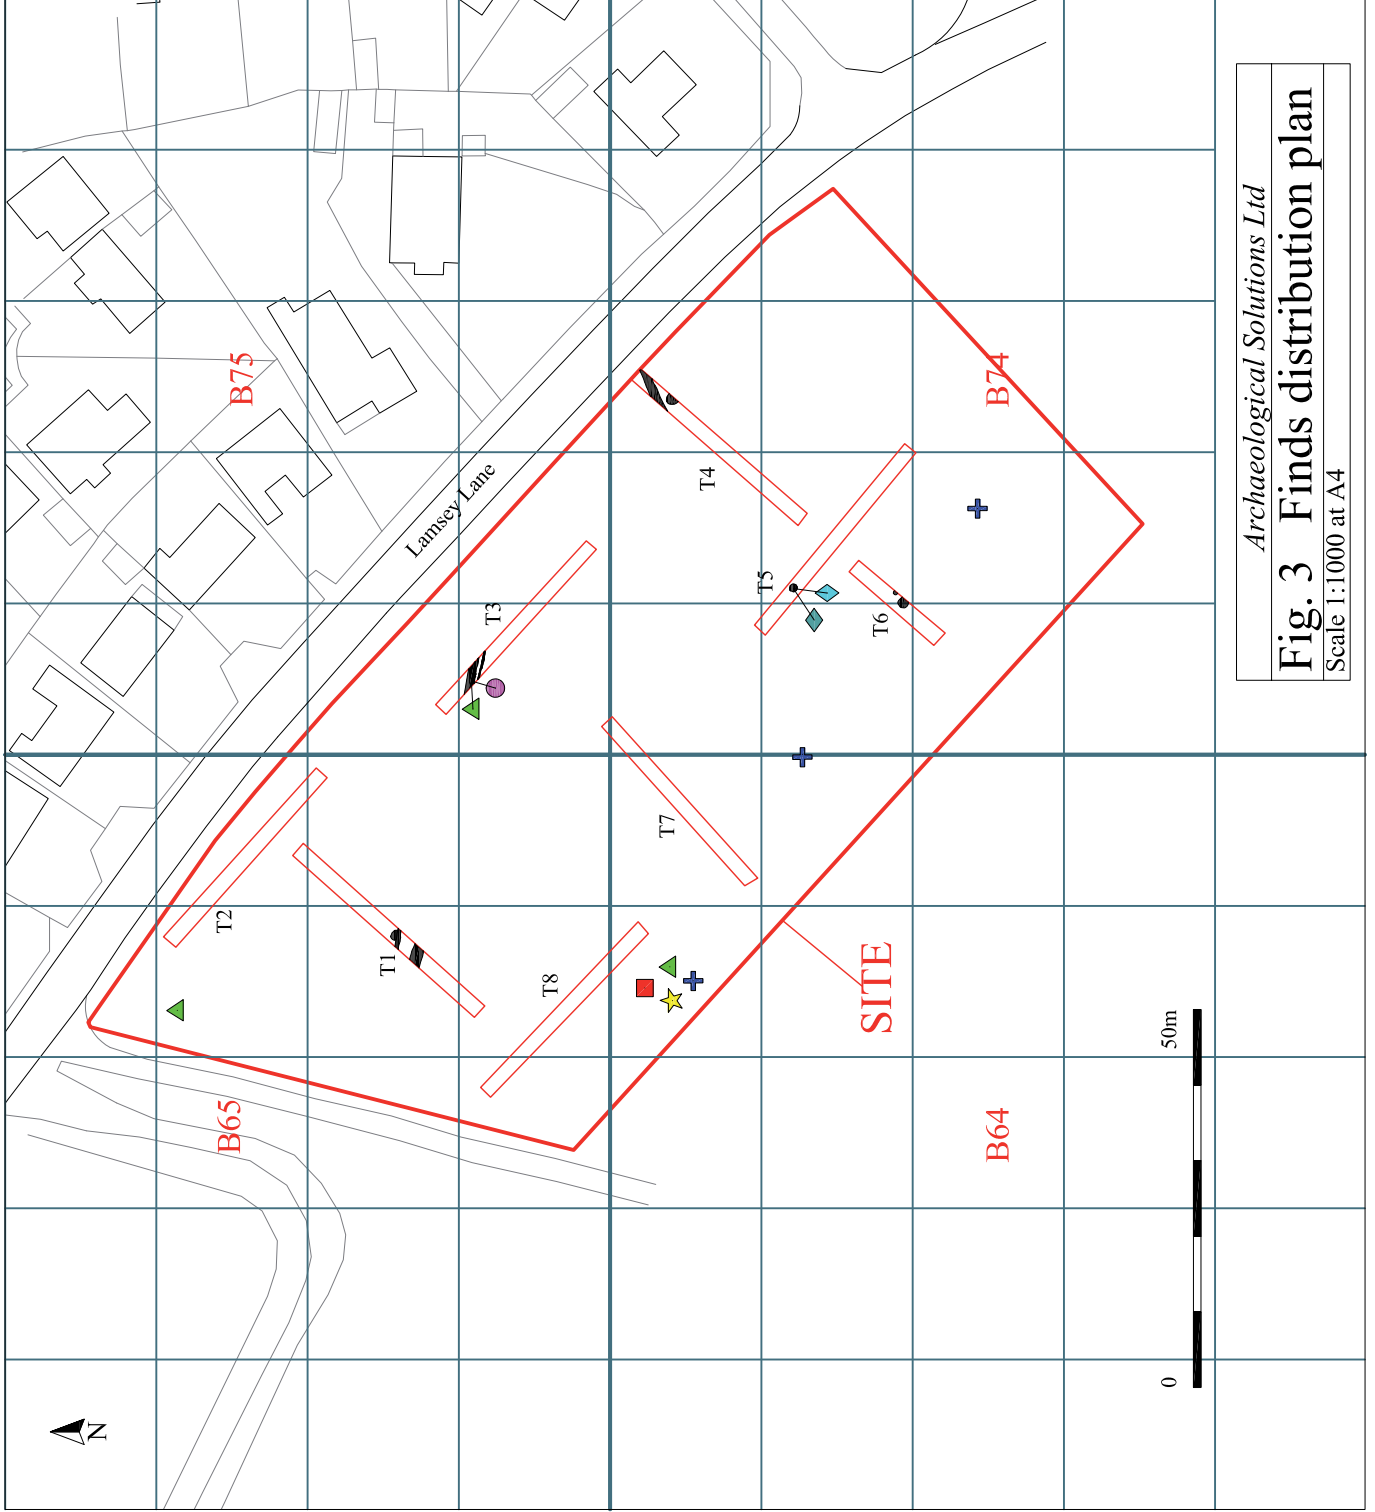 N
B65
B75
Lamsey Lane
T2
T1
T3
T8
T7
T4
T5
T6
SITE
B64
B74
0
50m
Archaeological Solutions Ltd
Fig. 3 Finds distribution plan
Scale 1:1000 at A4